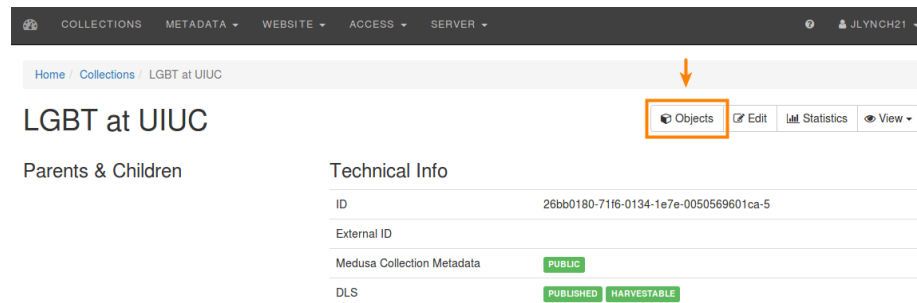 COLLECTIONS METADATA WEBSITE ACCESS SERVER JLYNCH21
Home / Collections / LGBT at UIUC
LGBT at UIUC
Objects Edit Statistics View
Parents & Children
Technical Info
ID 26bb0180-71f6-0134-1e7e-0050569601ca-5
External ID
Medusa Collection Metadata PUBLIC
DLS PUBLISHED HARVESTABLE